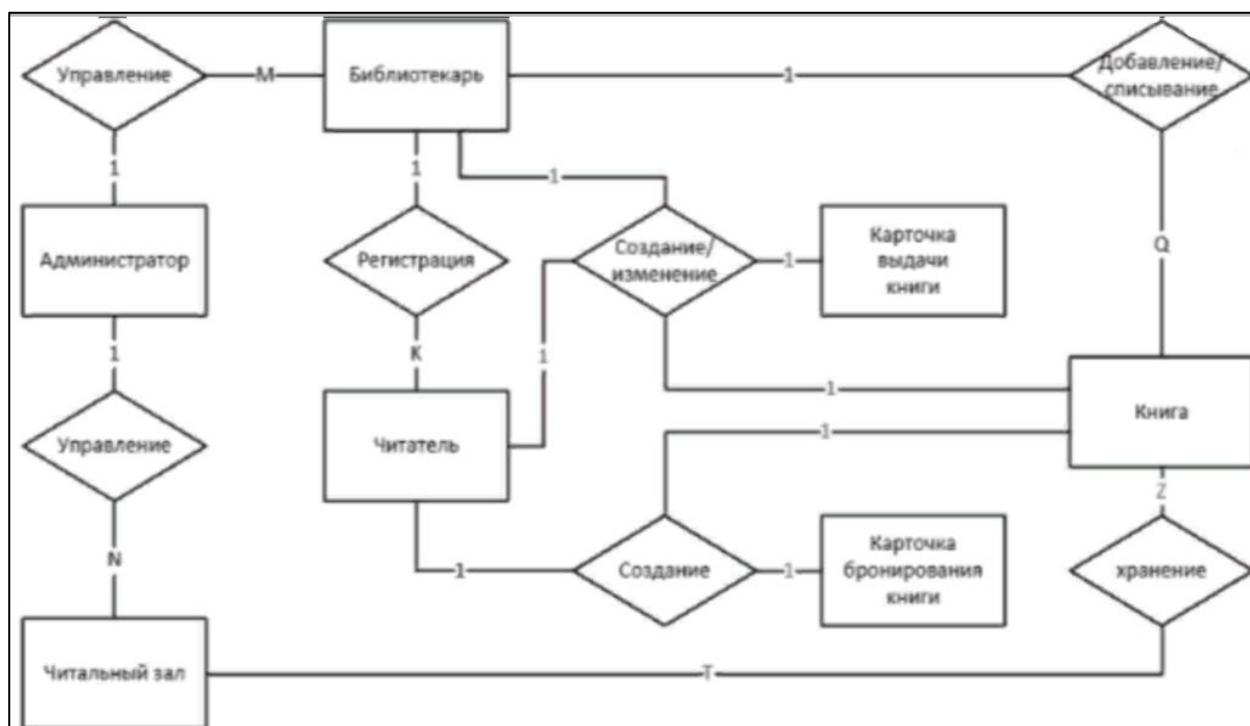 Управление
М
Библиотекарь
1
Добавление/
списывание
1
1
1
Администратор
Регистрация
Создание/
изменение
1
Карточка
выдачи
книги
Q
1
K
1
1
Книга
Управление
Читатель
1
Z
N
1
Создание
1
Карточка
бронирования
книги
хранение
Читальный зал
T